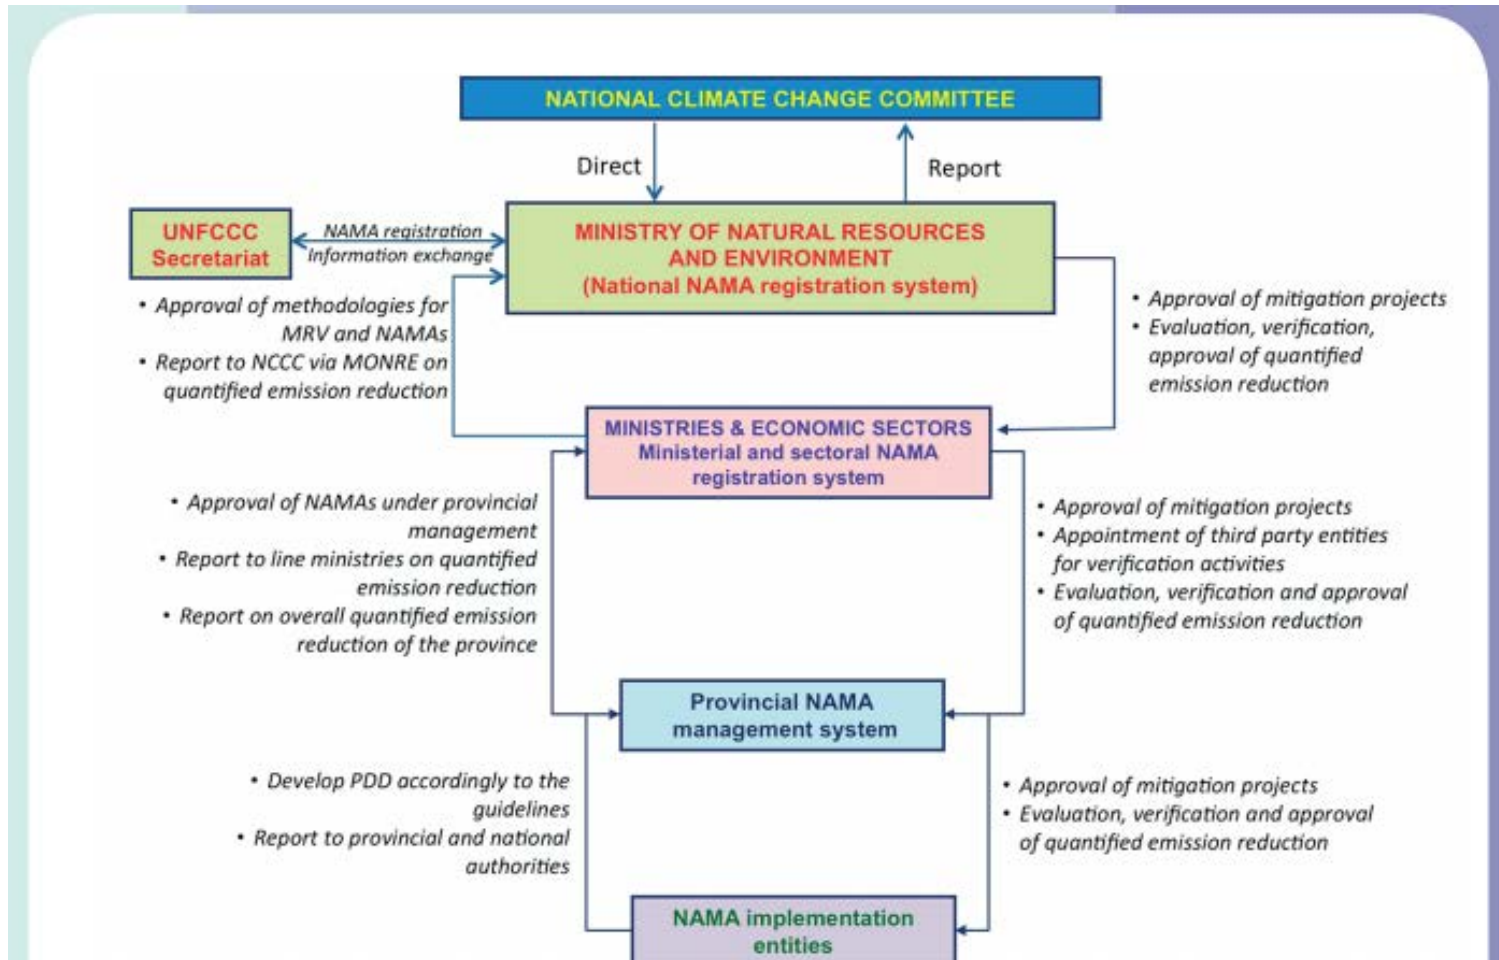 NATIONAL CLIMATE CHANGE COMMITTEE
Direct
Report
UNFCCC
Secretariat
NAMA registration
Information exchange
MINISTRY OF NATURAL RESOURCES
AND ENVIRONMENT
(National NAMA registration system)
• Approval of methodologies for
MRV and NAMAs
• Report to NCCC via MONRE on
quantified emission reduction
• Approval of mitigation projects
• Evaluation, verification,
approval of quantified
emission reduction
MINISTRIES & ECONOMIC SECTORS
Ministerial and sectoral NAMA
registration system
• Approval of NAMAs under provincial
management
• Report to line ministries on quantified
emission reduction
• Report on overall quantified emission
reduction of the province
• Approval of mitigation projects
• Appointment of third party entities
for verification activities
• Evaluation, verification and approval
of quantified emission reduction
Provincial NAMA
management system
• Develop PDD accordingly to the
guidelines
• Report to provincial and national
authorities
• Approval of mitigation projects
• Evaluation, verification and approval
of quantified emission reduction
NAMA implementation
entities